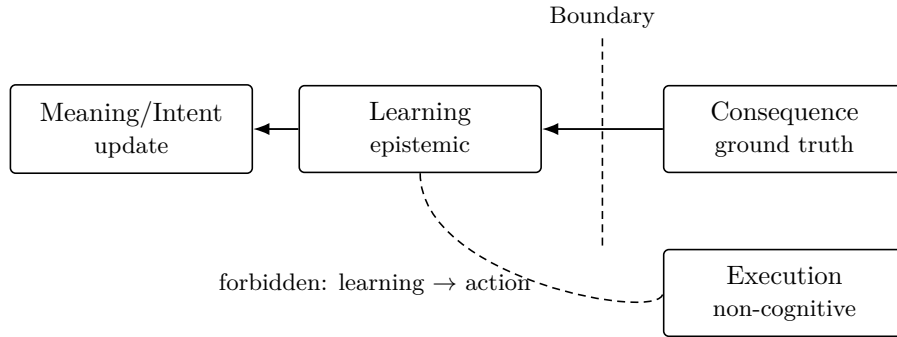 Boundary
Meaning/Intent
update
Learning
epistemic
Consequence
ground truth
forbidden: learning → action
Execution
non-cognitive